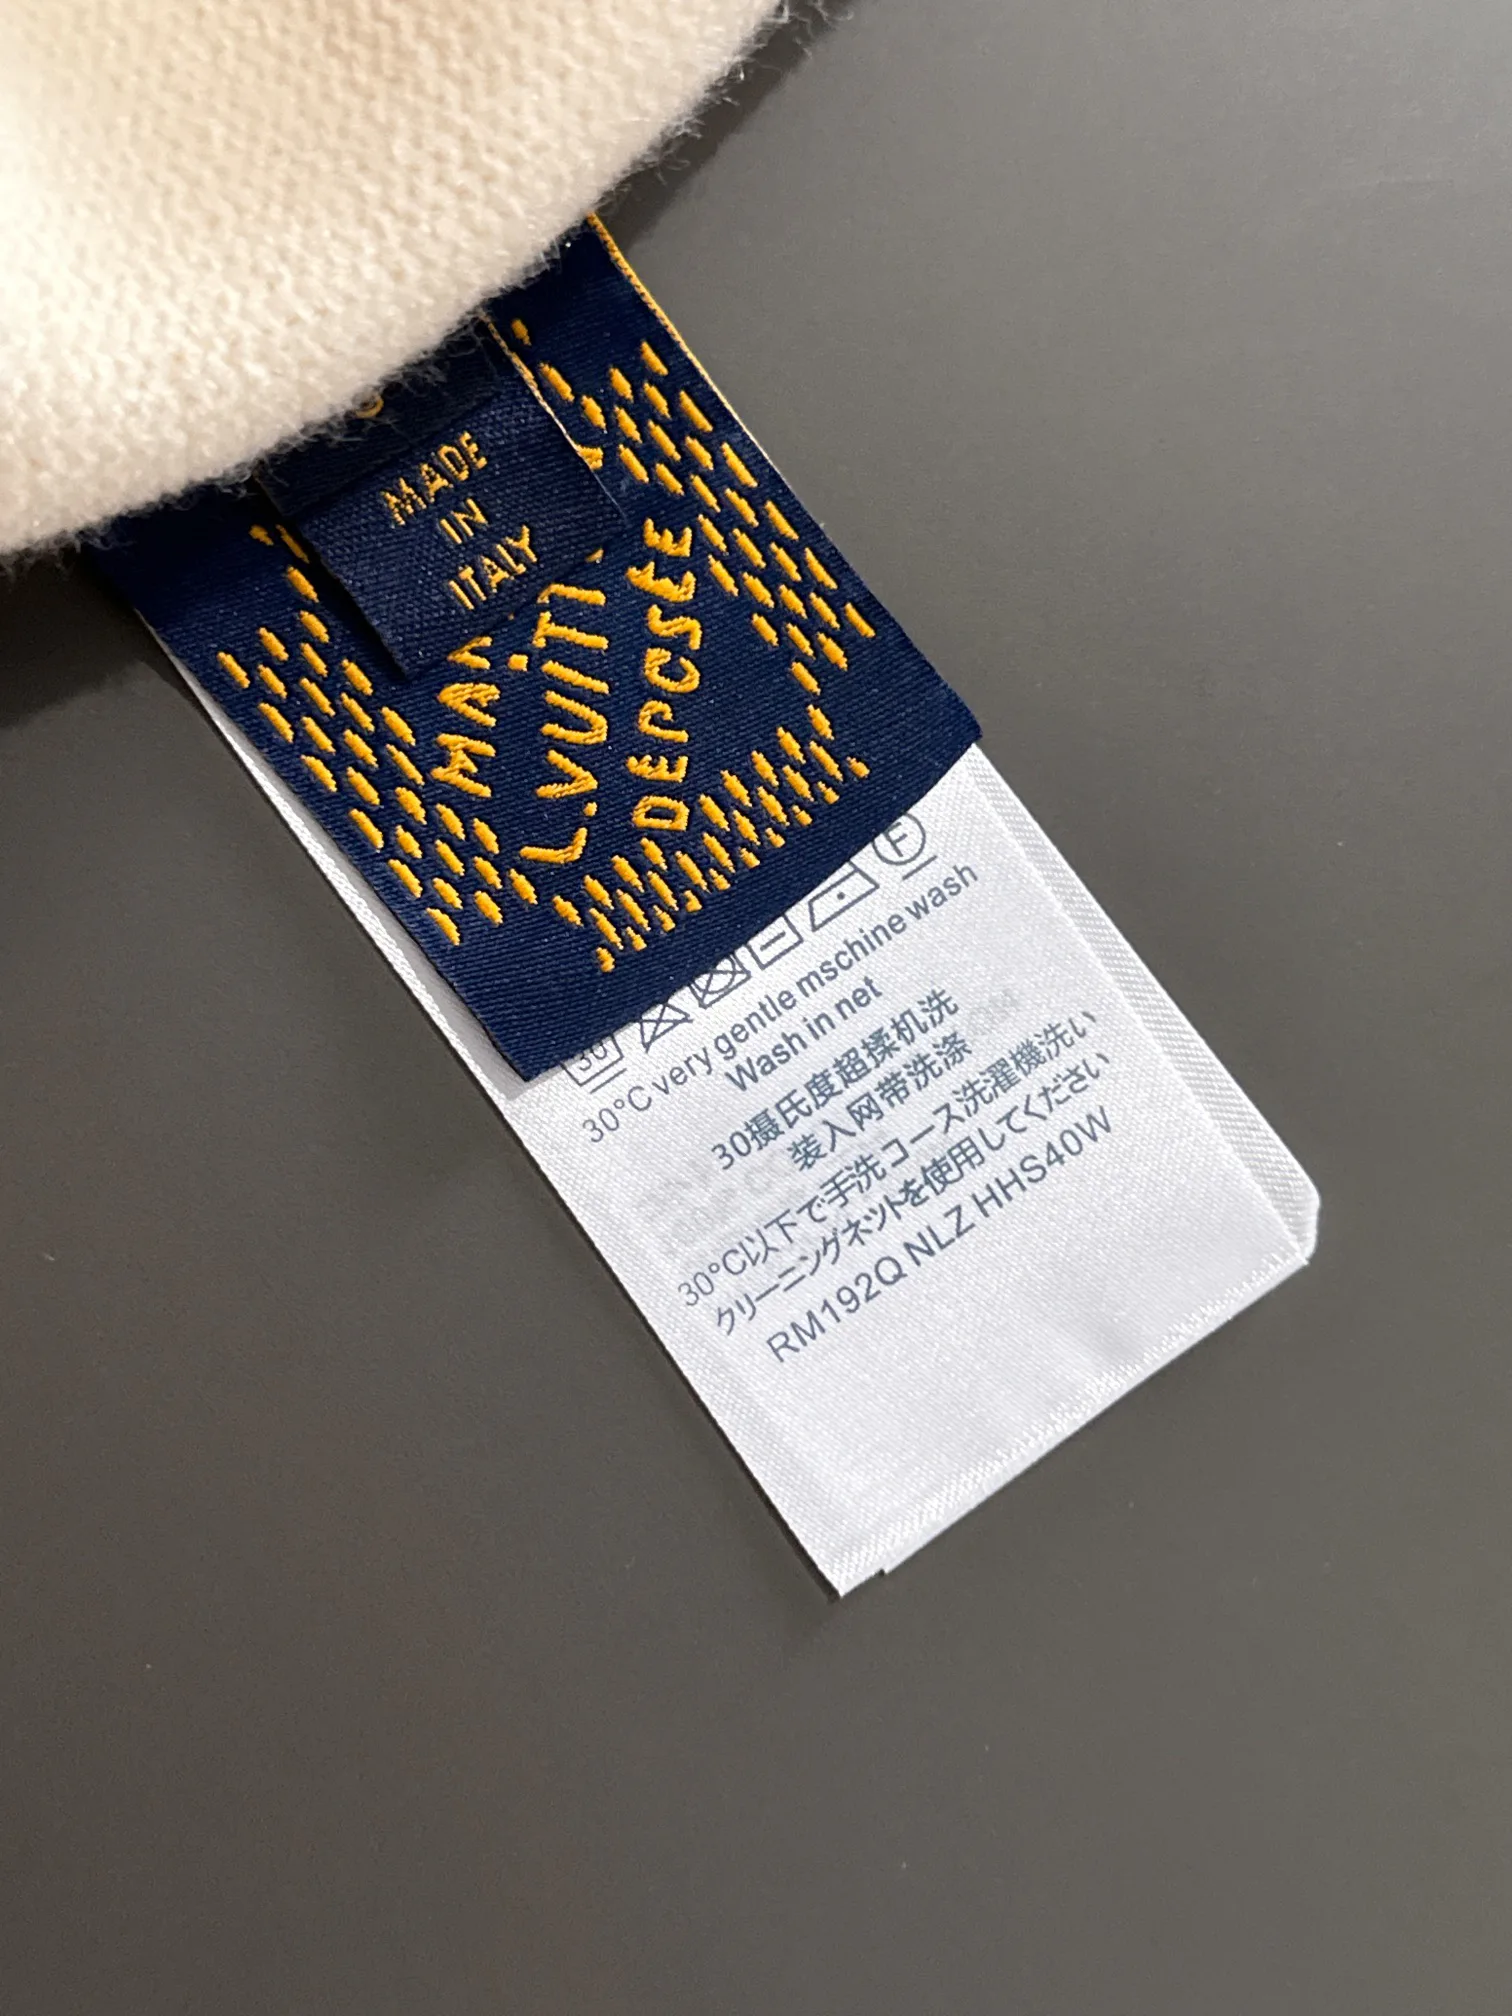 MADE
IN
ITALY
L.VUITT
DEPOSEE
30
F
30°C very gentle mschine wash
Wash in net
30摄氏度超揉机洗
装入网带洗涤
30°C以下で手洗コース洗濯機洗い
クリーニングネットを使用してください
RM192Q NLZ HHS40W